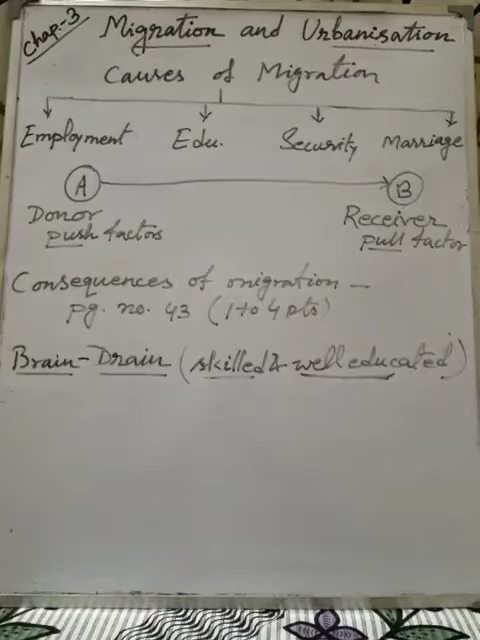 Chap.-3
Migration and Urbanisation
Causes of Migration
Employment Edu. Security Marriage
A B
Donor Receiver
push factors pull factor
Consequences of migration -
pg. no. 43 (1 to 4 pts)
Brain-Drain (skilled & well educated)